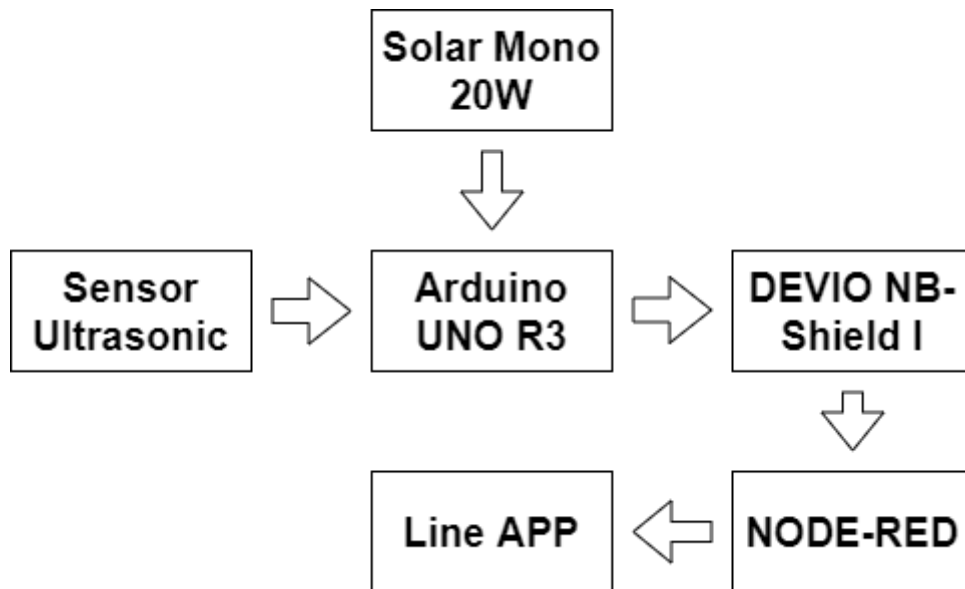 Solar Mono
20W
Sensor
Ultrasonic
Arduino
UNO R3
DEVIO NB-
Shield I
Line APP
NODE-RED